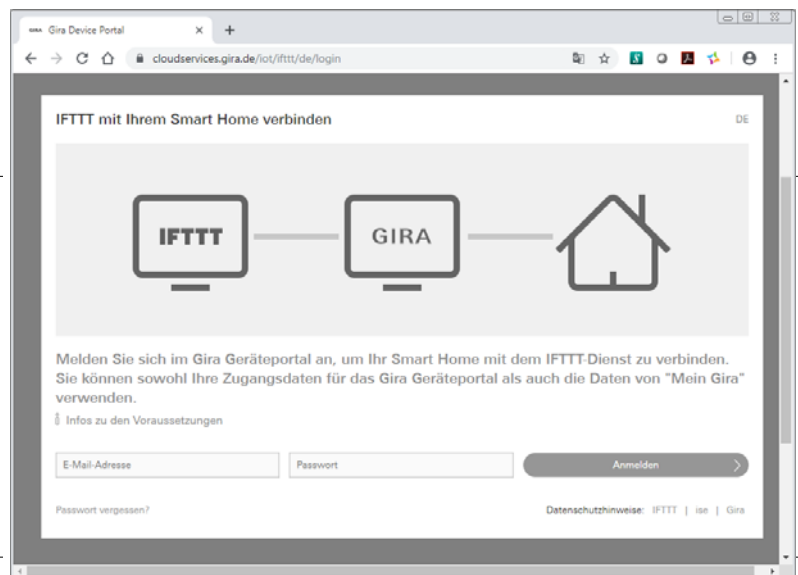 GIRA Gira Device Portal
cloudservices.gira.de/iot/ifttt/de/login
IFTTT mit Ihrem Smart Home verbinden
DE
IFTTT
GIRA
Melden Sie sich im Gira Geräteportal an, um Ihr Smart Home mit dem IFTTT-Dienst zu verbinden.
Sie können sowohl Ihre Zugangsdaten für das Gira Geräteportal als auch die Daten von "Mein Gira"
verwenden.
Infos zu den Voraussetzungen
E-Mail-Adresse
Passwort
Anmelden
Passwort vergessen?
Datenschutzhinweise: IFTTT | ise | Gira